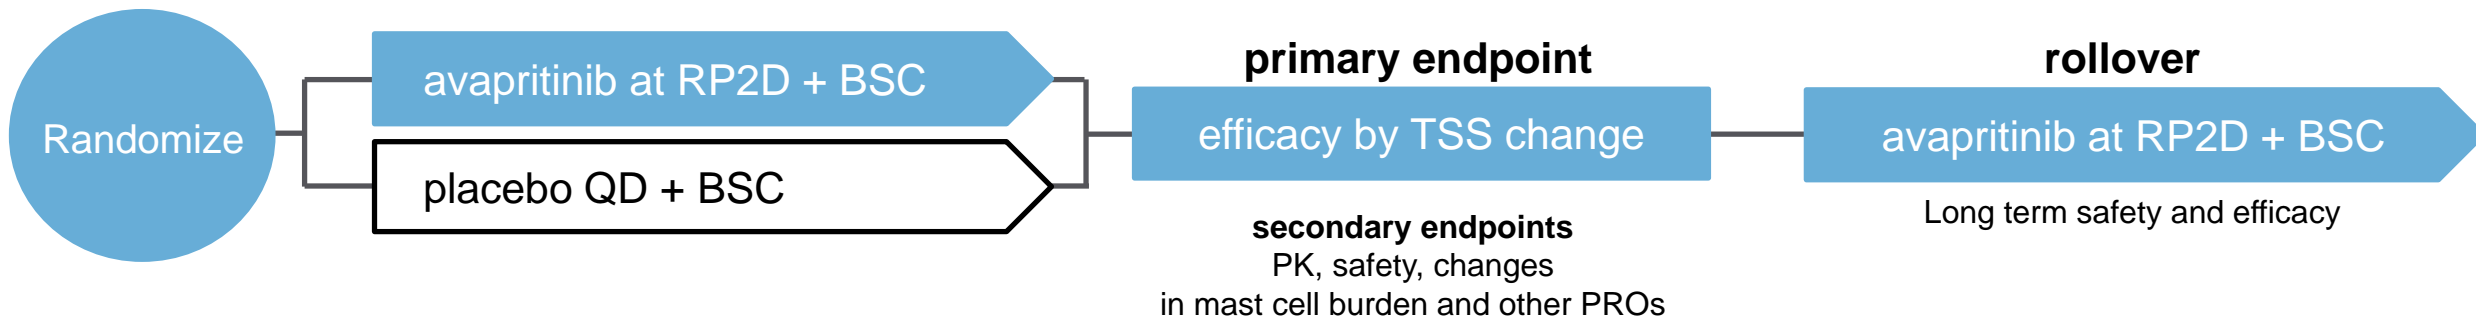 Randomize
avapritinib at RP2D + BSC
placebo QD + BSC
primary endpoint
efficacy by TSS change
secondary endpoints
PK, safety, changes
in mast cell burden and other PROs
rollover
avapritinib at RP2D + BSC
Long term safety and efficacy